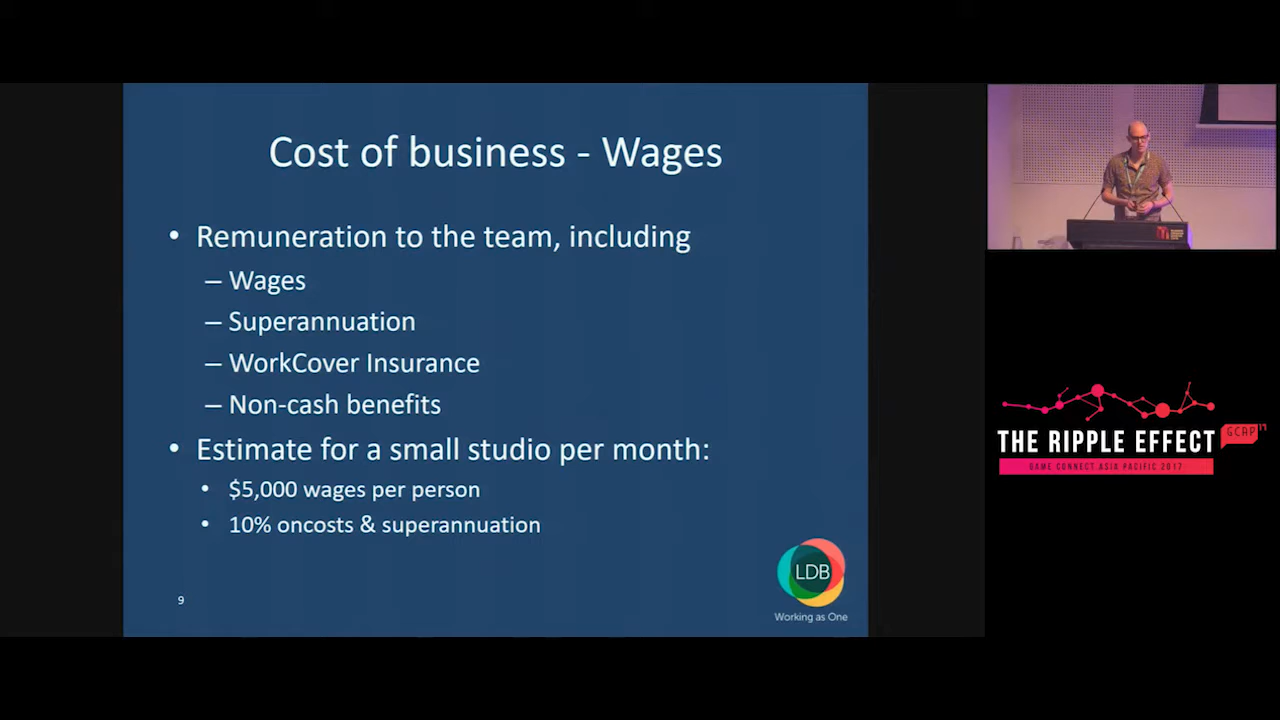 Cost of business - Wages
• Remuneration to the team, including
– Wages
– Superannuation
– WorkCover Insurance
– Non-cash benefits
• Estimate for a small studio per month:
• $5,000 wages per person
• 10% oncosts & superannuation
9
LDB
Working as One
THE RIPPLE EFFECT
GCAP 17
GAME CONNECT ASIA PACIFIC 2017